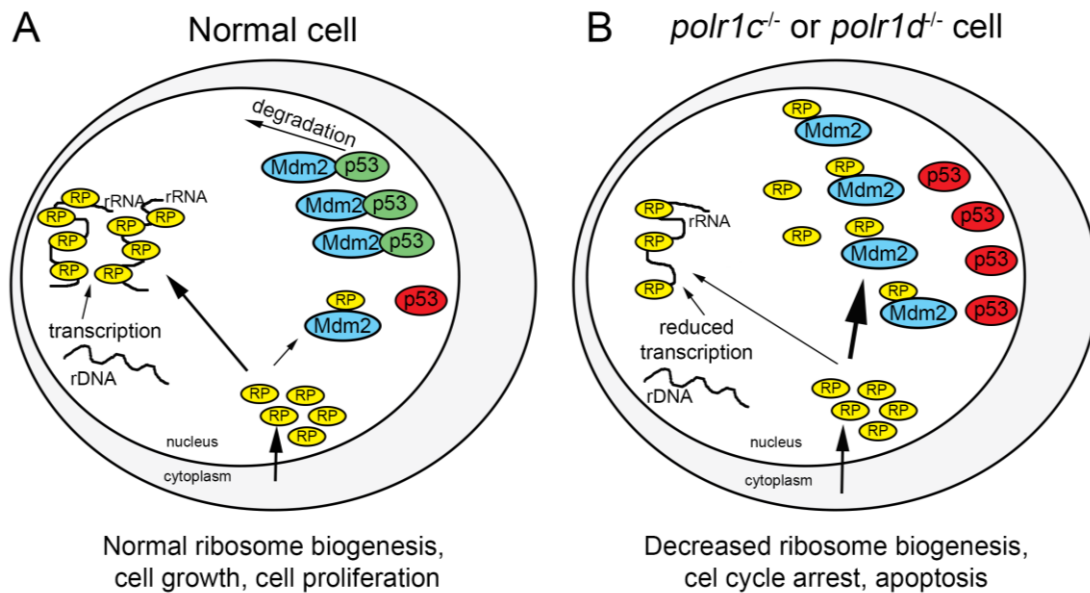 A
Normal cell
degradation
Mdm2
p53
Mdm2
p53
Mdm2
p53
RP
rRNA
rRNA
RP
RP
RP
RP
RP
RP
RP
RP
Mdm2
p53
transcription
rDNA
RP
RP
RP
RP
RP
RP
nucleus
cytoplasm
Normal ribosome biogenesis,
cell growth, cell proliferation
B
polr1c-/- or polr1d-/- cell
RP
Mdm2
RP
RP
Mdm2
p53
RP
rRNA
RP
RP
RP
Mdm2
p53
p53
RP
RP
Mdm2
p53
reduced
transcription
rDNA
RP
RP
RP
RP
RP
RP
nucleus
cytoplasm
Decreased ribosome biogenesis,
cel cycle arrest, apoptosis